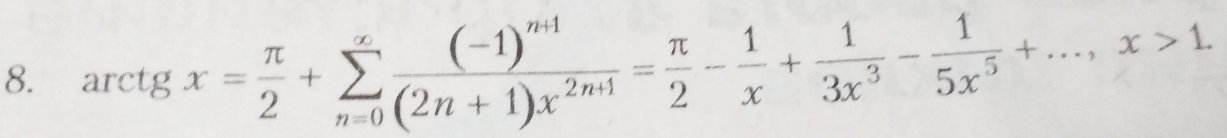 8. arctg x = π/2 + ∑_{n=0}^{∞} (-1)^{n+1}/((2n + 1)x^{2n+1}) = π/2 - 1/x + 1/(3x^3) - 1/(5x^5) + ..., x > 1.